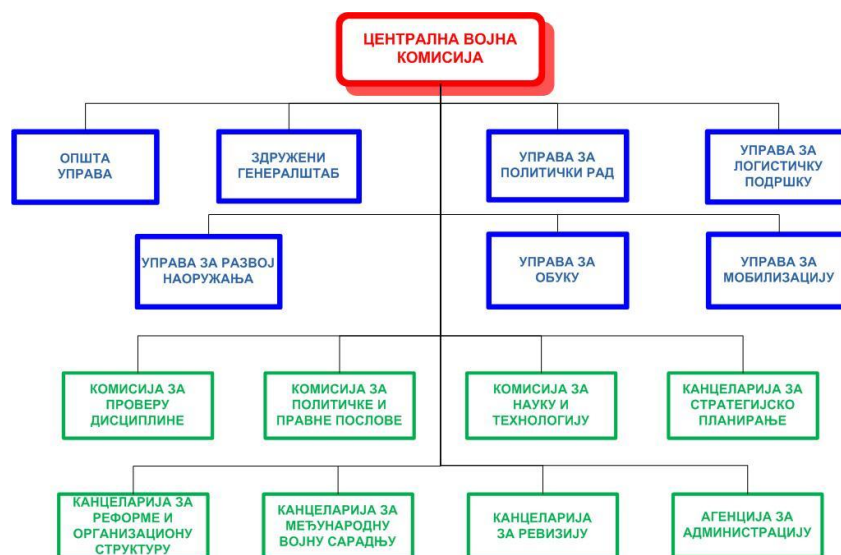 ЦЕНТРАЛНА ВОЈНА
КОМИСИЈА
ОПШТА
УПРАВА
ЗДРУЖЕНИ
ГЕНЕРАЛШТАБ
УПРАВА ЗА
ПОЛИТИЧКИ РАД
УПРАВА ЗА
ЛОГИСТИЧКУ
ПОДРШКУ
УПРАВА ЗА РАЗВОЈ
НАОРУЖАЊА
УПРАВА ЗА
ОБУКУ
УПРАВА ЗА
МОБИЛИЗАЦИЈУ
КОМИСИЈА ЗА
ПРОВЕРУ
ДИСЦИПЛИНЕ
КОМИСИЈА ЗА
ПОЛИТИЧКЕ И
ПРАВНЕ ПОСЛОВЕ
КОМИСИЈА ЗА
НАУКУ И
ТЕХНОЛОГИЈУ
КАНЦЕЛАРИЈА ЗА
СТРАТЕГИЈСКО
ПЛАНИРАЊЕ
КАНЦЕЛАРИЈА ЗА
РЕФОРМЕ И
ОРГАНИЗАЦИОНУ
СТРУКТУРУ
КАНЦЕЛАРИЈА ЗА
МЕЂУНАРОДНУ
ВОЈНУ САРАДЊУ
КАНЦЕЛАРИЈА
ЗА РЕВИЗИЈУ
АГЕНЦИЈА ЗА
АДМИНИСТРАЦИЈУ